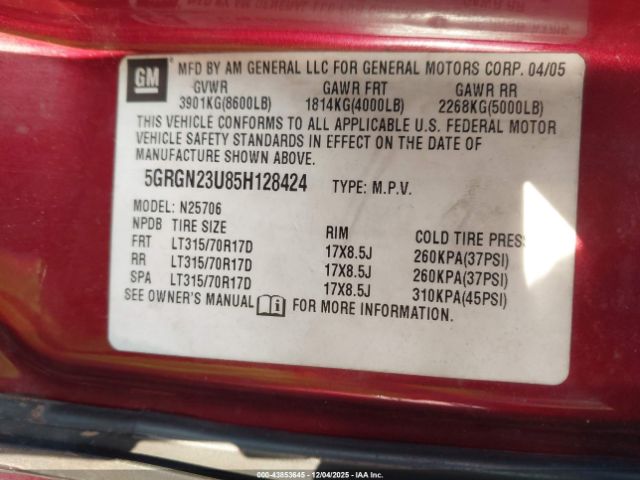 GM
MFD BY AM GENERAL LLC FOR GENERAL MOTORS CORP. 04/05
GVWR GAWR FRT GAWR RR
3901KG(8600LB) 1814KG(4000LB) 2268KG(5000LB)
THIS VEHICLE CONFORMS TO ALL APPLICABLE U.S. FEDERAL MOTOR
VEHICLE SAFETY STANDARDS IN EFFECT ON THE DATE OF
MANUFACTURE SHOWN ABOVE.
5GRGN23U85H128424 TYPE: M.P.V.
MODEL: N25706
NPDB TIRE SIZE RIM COLD TIRE PRES
FRT LT315/70R17D 17X8.5J 260KPA(37PSI)
RR LT315/70R17D 17X8.5J 260KPA(37PSI)
SPA LT315/70R17D 17X8.5J 310KPA(45PSI)
SEE OWNER'S MANUAL FOR MORE INFORMATION.
© IAA - 43853645 - 12/04/2025 - IAA, Inc.